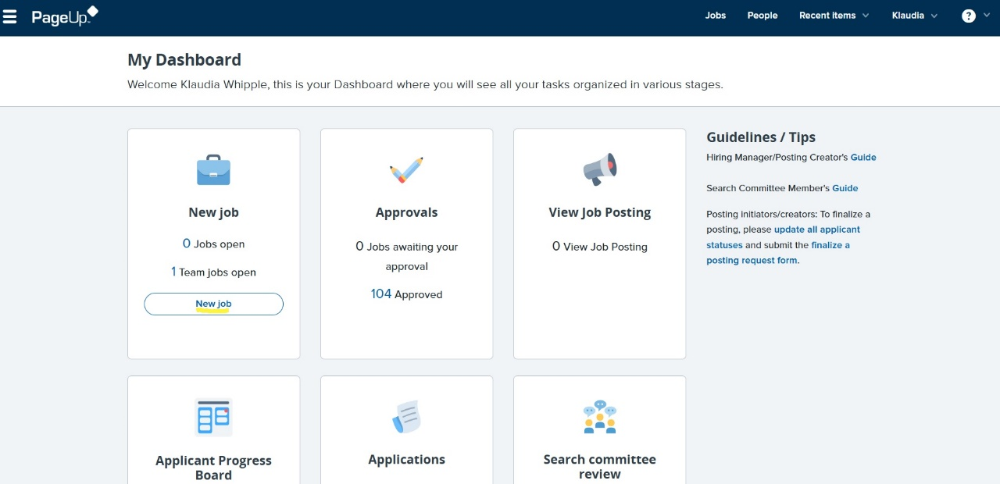 PageUp
Jobs People Recent items Klaudia ?
My Dashboard
Welcome Klaudia Whipple, this is your Dashboard where you will see all your tasks organized in various stages.
New job
0 Jobs open
1 Team jobs open
New job
Approvals
0 Jobs awaiting your
approval
104 Approved
View Job Posting
0 View Job Posting
Guidelines / Tips
Hiring Manager/Posting Creator's Guide
Search Committee Member's Guide
Posting initiators/creators: To finalize a
posting, please update all applicant
statuses and submit the finalize a
posting request form.
Applicant Progress
Board
Applications
Search committee
review